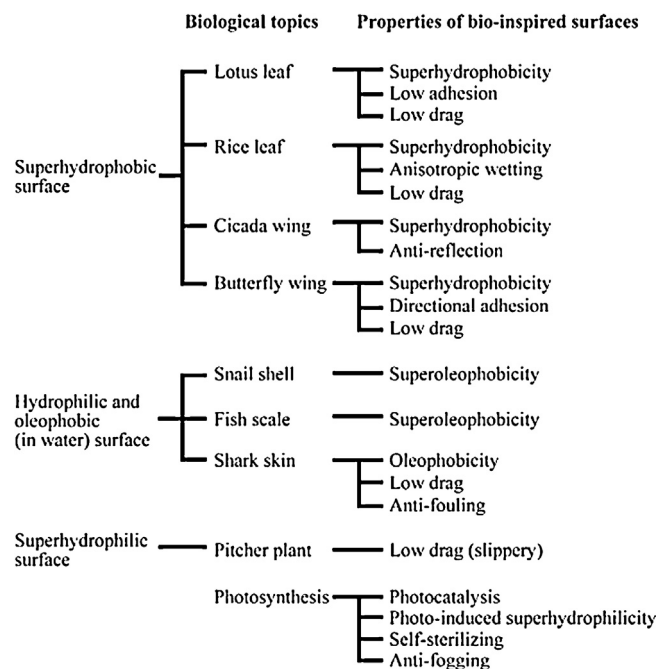 Biological topics Properties of bio-inspired surfaces
Superhydrophobic
surface
Lotus leaf Superhydrophobicity
Low adhesion
Low drag
Rice leaf Superhydrophobicity
Anisotropic wetting
Low drag
Cicada wing Superhydrophobicity
Anti-reflection
Butterfly wing Superhydrophobicity
Directional adhesion
Low drag
Hydrophilic and
oleophobic
(in water) surface
Snail shell Superoleophobicity
Fish scale Superoleophobicity
Shark skin Oleophobicity
Low drag
Anti-fouling
Superhydrophilic
surface
Pitcher plant Low drag (slippery)
Photosynthesis Photocatalysis
Photo-induced superhydrophilicity
Self-sterilizing
Anti-fogging